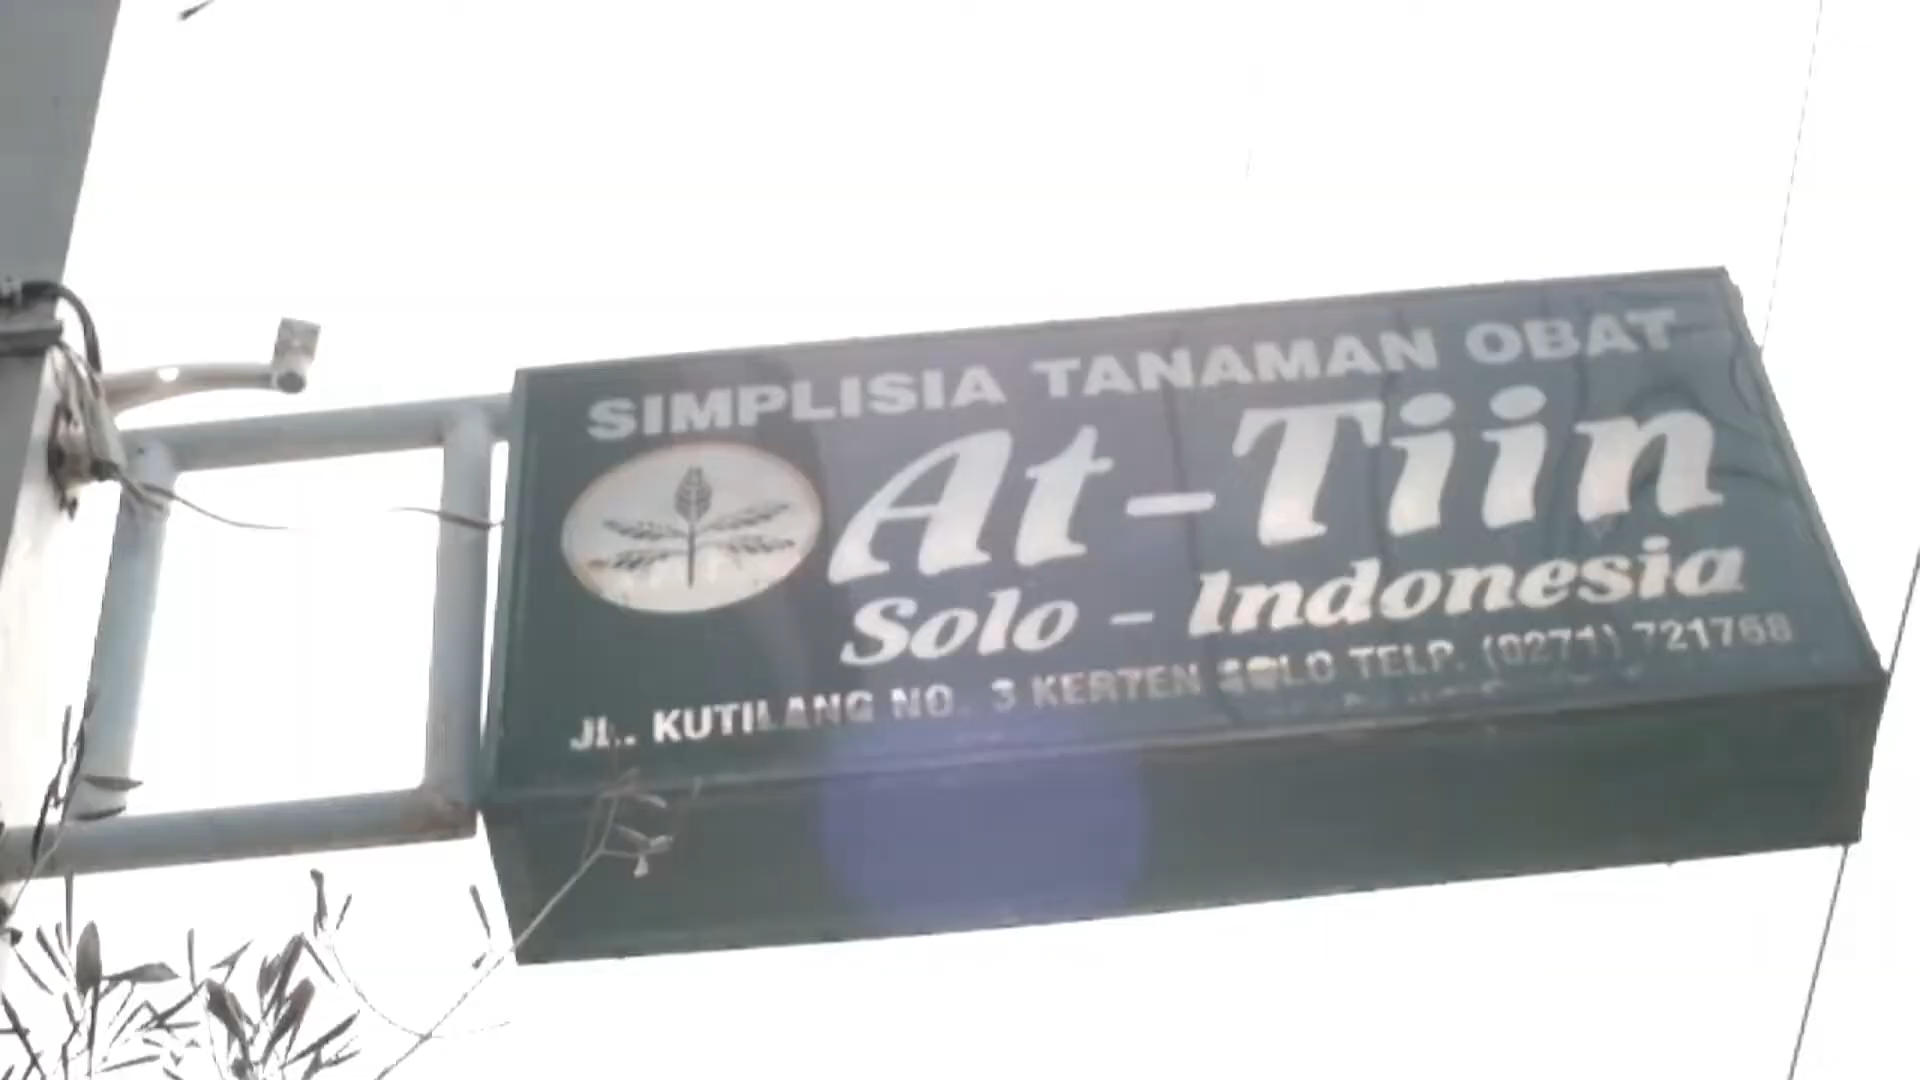 SIMPLISIA TANAMAN OBAT
At-Tiin
Solo - Indonesia
JL. KUTILANG NO. 3 KERTEN SOLO TELP. (0271) 721768